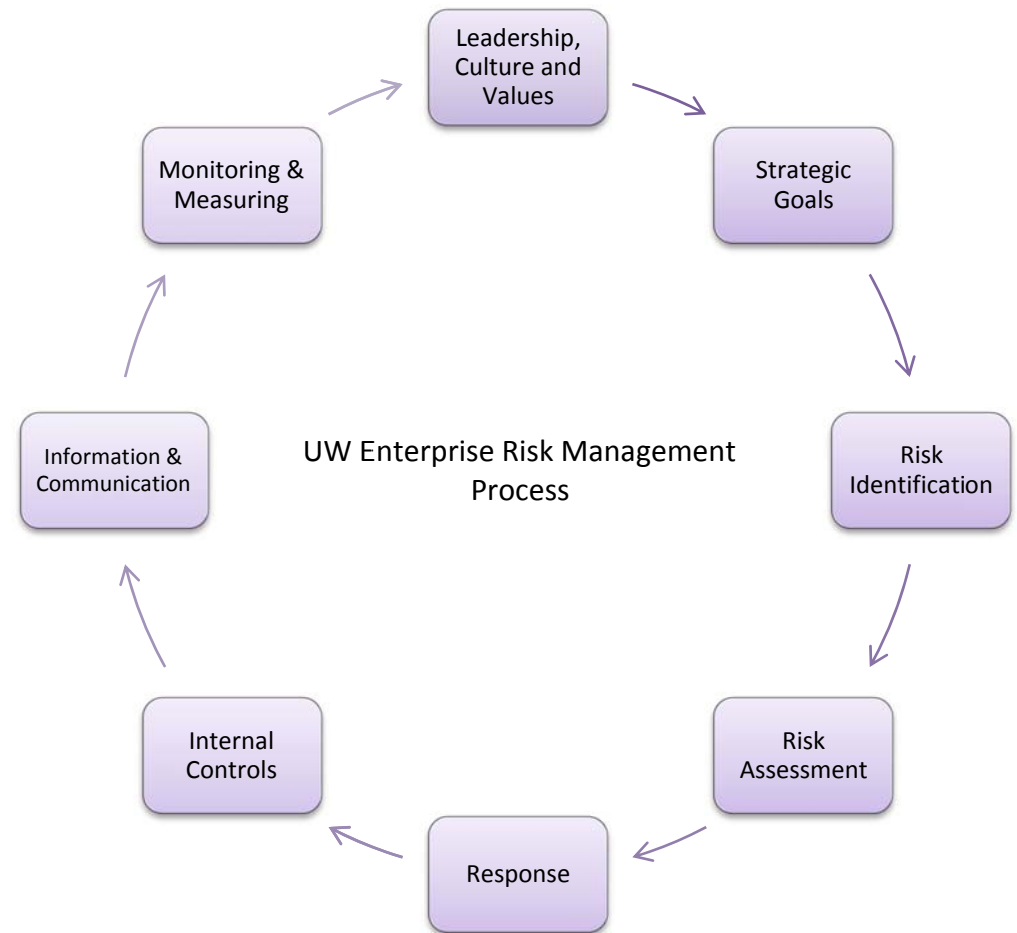 Leadership,
Culture and
Values
Strategic
Goals
Risk
Identification
Risk
Assessment
Response
Internal
Controls
Information &
Communication
Monitoring &
Measuring
UW Enterprise Risk Management
Process